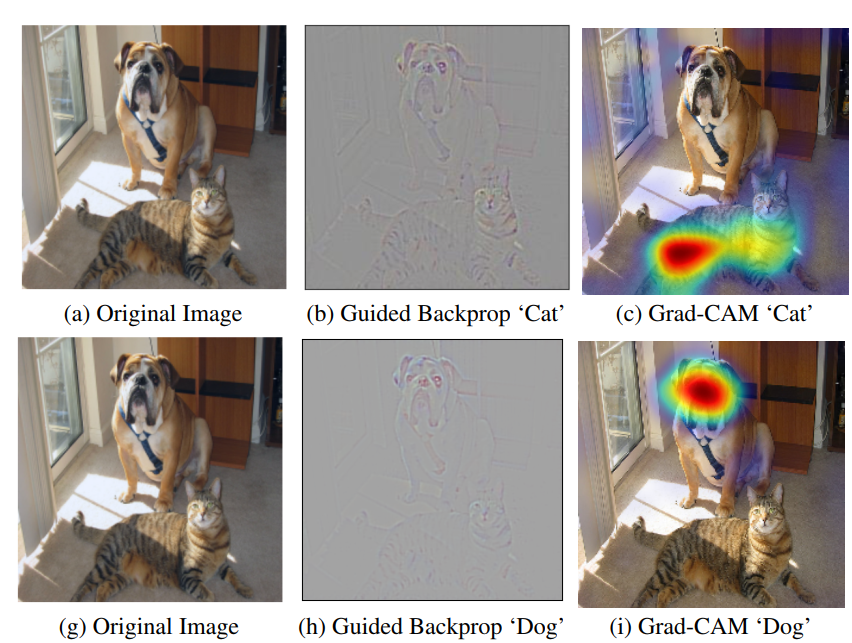 (a) Original Image (b) Guided Backprop ‘Cat’ (c) Grad-CAM ‘Cat’
(g) Original Image (h) Guided Backprop ‘Dog’ (i) Grad-CAM ‘Dog’